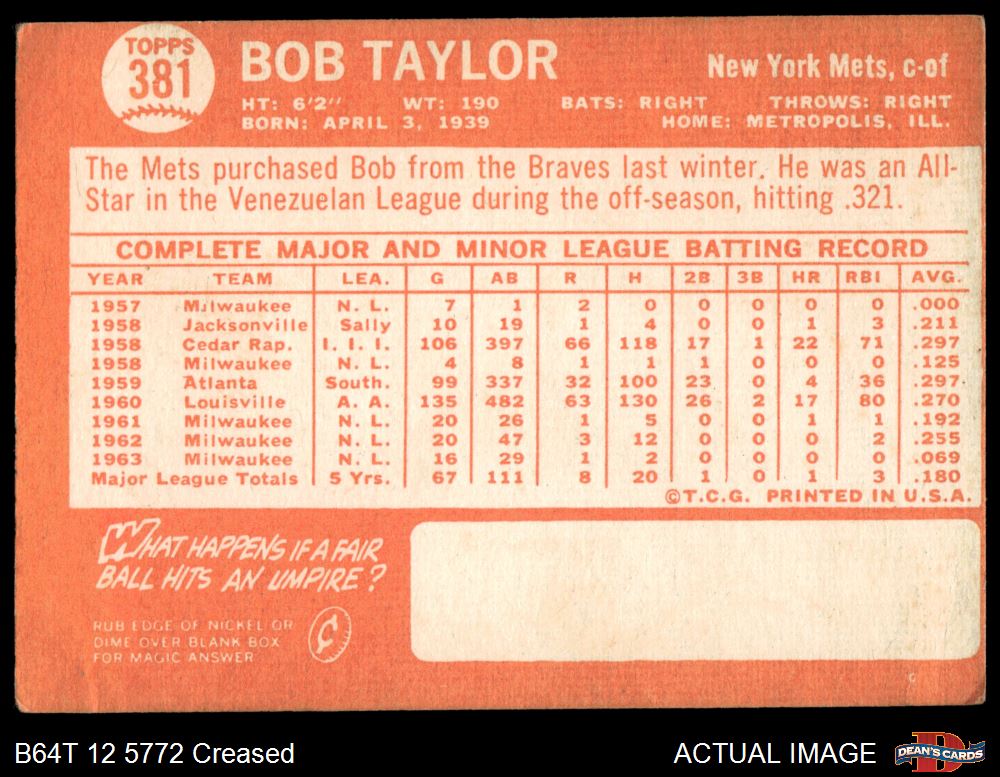 TOPPS
381
BOB TAYLOR
New York Mets, c-of
HT: 6'2" WT: 190 BATS: RIGHT THROWS: RIGHT
BORN: APRIL 3, 1939 HOME: METROPOLIS, ILL.
The Mets purchased Bob from the Braves last winter. He was an All-
Star in the Venezuelan League during the off-season, hitting .321.
COMPLETE MAJOR AND MINOR LEAGUE BATTING RECORD
YEAR TEAM LEA. G AB R H 2B 3B HR RBI AVG.
1957 Milwaukee N. L. 7 1 2 0 0 0 0 0 .000
1958 Jacksonville Sally 10 19 1 4 0 0 1 3 .211
1958 Cedar Rap. I. I. I. 106 397 66 118 17 1 22 71 .297
1958 Milwaukee N. L. 4 8 1 1 1 0 0 0 .125
1959 Atlanta South. 99 337 32 100 23 0 4 36 .297
1960 Louisville A. A. 135 482 63 130 26 2 17 80 .270
1961 Milwaukee N. L. 20 26 1 5 0 0 1 1 .192
1962 Milwaukee N. L. 20 47 3 12 0 0 0 2 .255
1963 Milwaukee N. L. 16 29 1 2 0 0 0 0 .069
Major League Totals 5 Yrs. 67 111 8 20 1 0 1 3 .180
©T.C.G. PRINTED IN U.S.A.
WHAT HAPPENS IF A FAIR
BALL HITS AN UMPIRE?
RUB EDGE OF NICKEL OR
DIME OVER BLANK BOX
FOR MAGIC ANSWER
B64T 12 5772 Creased
ACTUAL IMAGE
DEAN'S CARDS